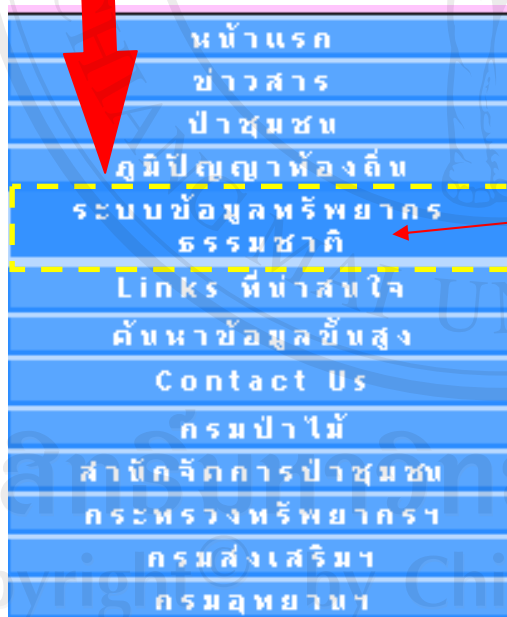 หน้าแรก
ข่าวสาร
ป่าชุมชน
ภูมิปัญญาท้องถิ่น
ระบบข้อมูลทรัพยากร
ธรรมชาติ
Links ที่น่าสนใจ
ค้นหาข้อมูลขั้นสูง
Contact Us
กรมป่าไม้
สำนักจัดการป่าชุมชน
กระทรวงทรัพยากรฯ
กรมส่งเสริมฯ
กรมอุทยานฯ